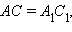 AC = A₁C₁,